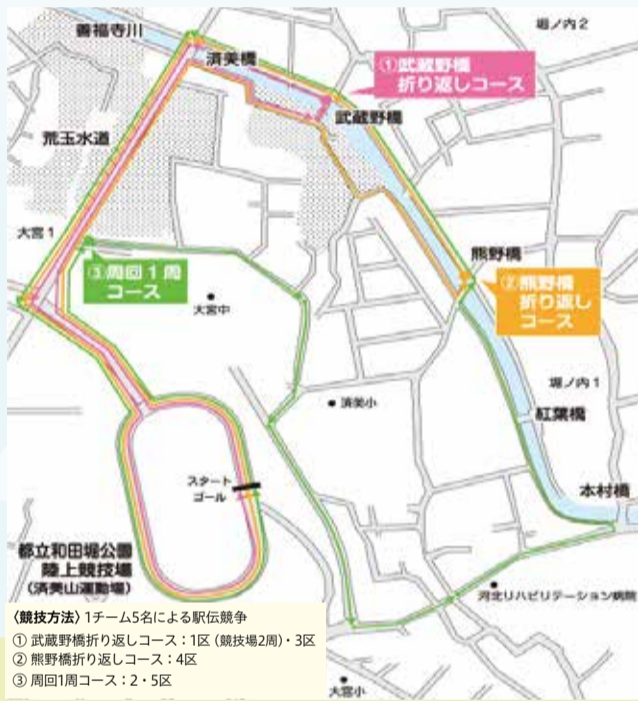 善福寺川
済美橋
堀ノ内2
①武蔵野橋
折り返しコース
武蔵野橋
荒玉水道
大宮1
③周回1周
コース
大宮中
熊野橋
②熊野橋
折り返し
コース
済美小
堀ノ内1
紅葉橋
スタート
ゴール
本村橋
都立和田堀公園
陸上競技場
(済美山運動場)
河北リハビリテーション病院
〈競技方法〉1チーム5名による駅伝競争
① 武蔵野橋折り返しコース：1区 (競技場2周)・3区
② 熊野橋折り返しコース：4区
③ 周回1周コース：2・5区
大宮小